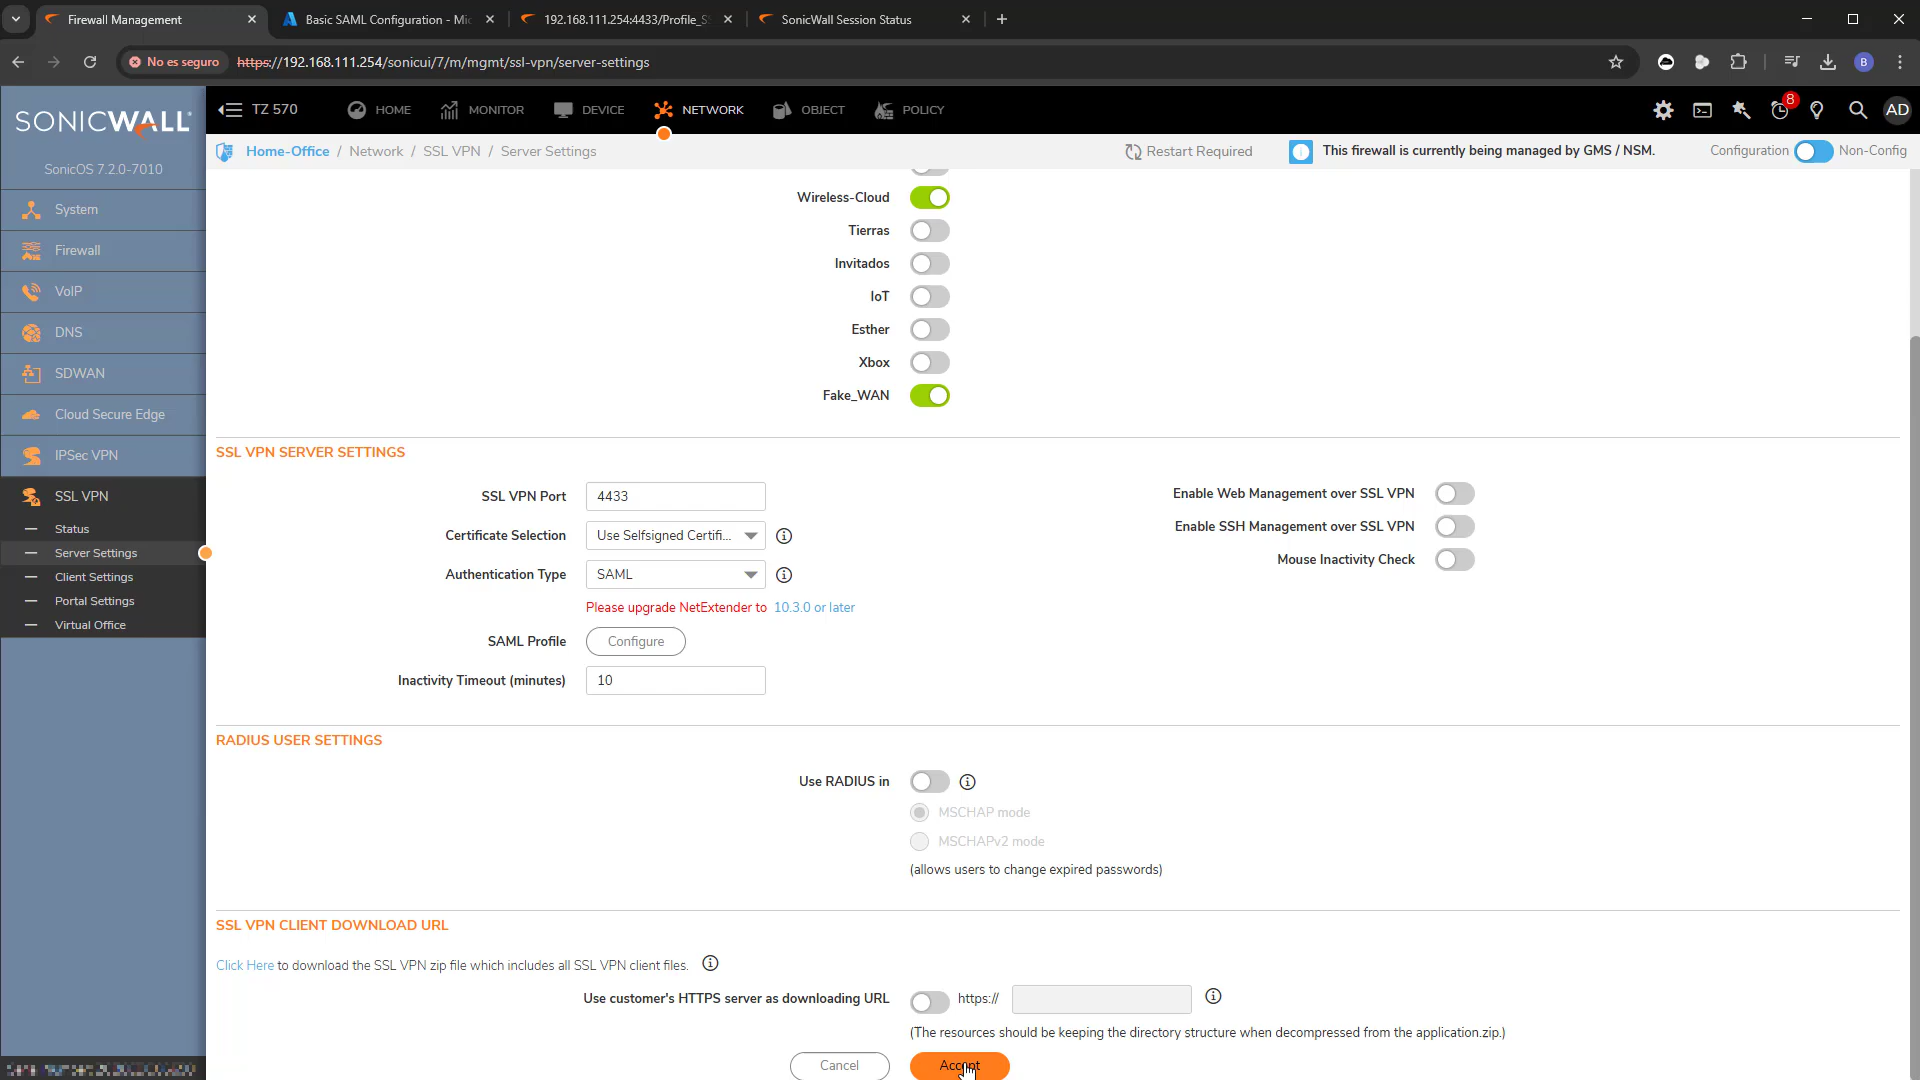 Firewall Management
Basic SAML Configuration - Mic
192.168.111.254:4433/Profile_S
SonicWall Session Status
No es seguro
https://192.168.111.254/sonicui/7/m/mgmt/ssl-vpn/server-settings
B
SONICWALL
TZ 570
HOME
MONITOR
DEVICE
NETWORK
OBJECT
POLICY
8
AD
SonicOS 7.2.0-7010
Home-Office / Network / SSL VPN / Server Settings
Restart Required
This firewall is currently being managed by GMS / NSM.
Configuration
Non-Config
System
Firewall
VoIP
DNS
SDWAN
Cloud Secure Edge
IPSec VPN
SSL VPN
Status
Server Settings
Client Settings
Portal Settings
Virtual Office
Wireless-Cloud
Tierras
Invitados
IoT
Esther
Xbox
Fake_WAN
SSL VPN SERVER SETTINGS
SSL VPN Port
4433
Certificate Selection
Use Selfsigned Certifi...
Authentication Type
SAML
Please upgrade NetExtender to 10.3.0 or later
SAML Profile
Configure
Inactivity Timeout (minutes)
10
Enable Web Management over SSL VPN
Enable SSH Management over SSL VPN
Mouse Inactivity Check
RADIUS USER SETTINGS
Use RADIUS in
MSCHAP mode
MSCHAPv2 mode
(allows users to change expired passwords)
SSL VPN CLIENT DOWNLOAD URL
Click Here to download the SSL VPN zip file which includes all SSL VPN client files.
Use customer's HTTPS server as downloading URL
https://
(The resources should be keeping the directory structure when decompressed from the application.zip.)
Cancel
Accept